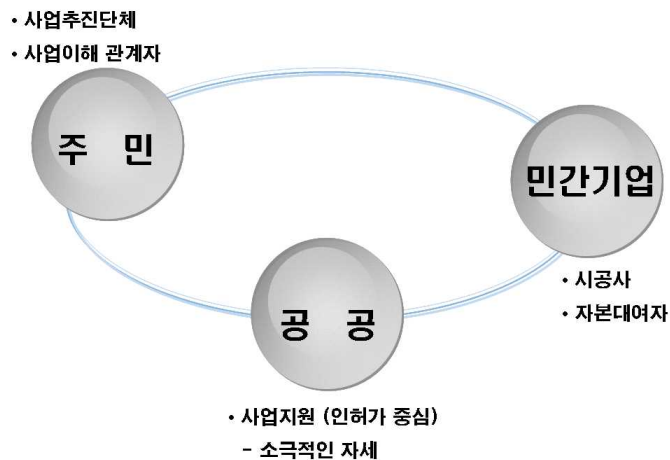 • 사업추진단체
• 사업이해 관계자
주 민
민간기업
• 시공사
• 자본대여자
공 공
• 사업지원 (인허가 중심)
- 소극적인 자세